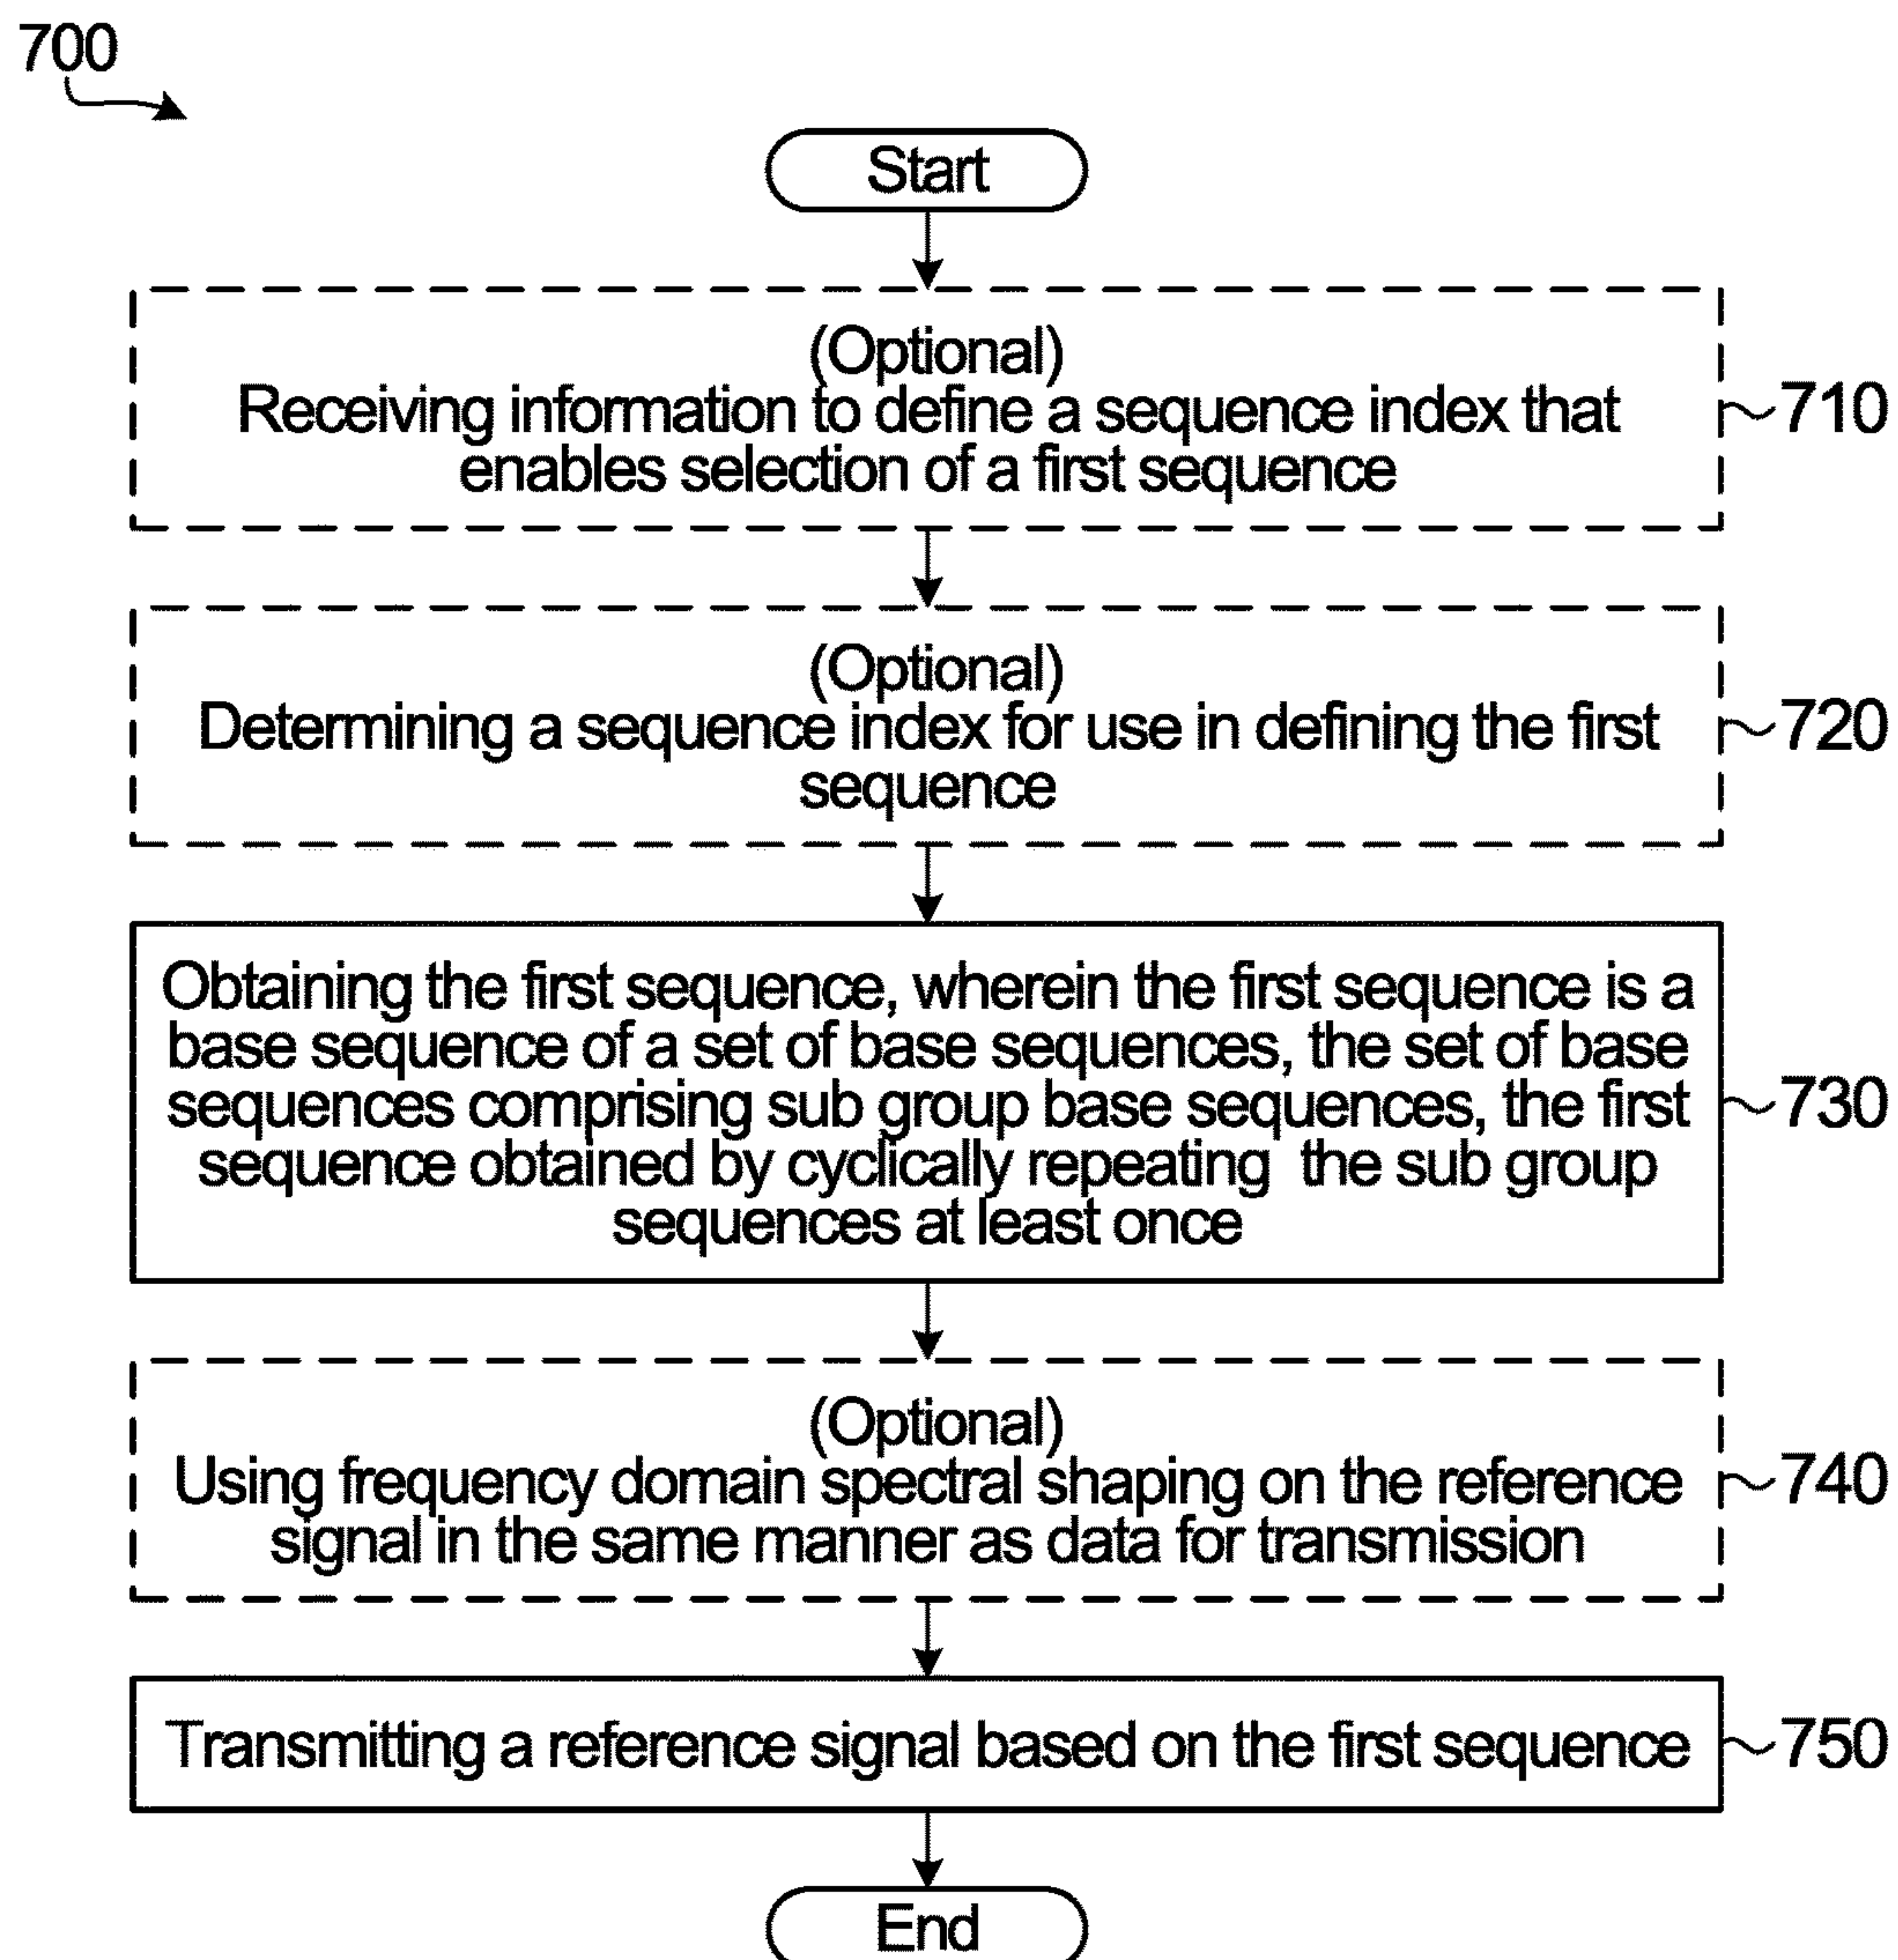 700
Start
(Optional)
Receiving information to define a sequence index that
enables selection of a first sequence
710
(Optional)
Determining a sequence index for use in defining the first
sequence
720
Obtaining the first sequence, wherein the first sequence is a
base sequence of a set of base sequences, the set of base
sequences comprising sub group base sequences, the first
sequence obtained by cyclically repeating the sub group
sequences at least once
730
(Optional)
Using frequency domain spectral shaping on the reference
signal in the same manner as data for transmission
740
Transmitting a reference signal based on the first sequence
750
End